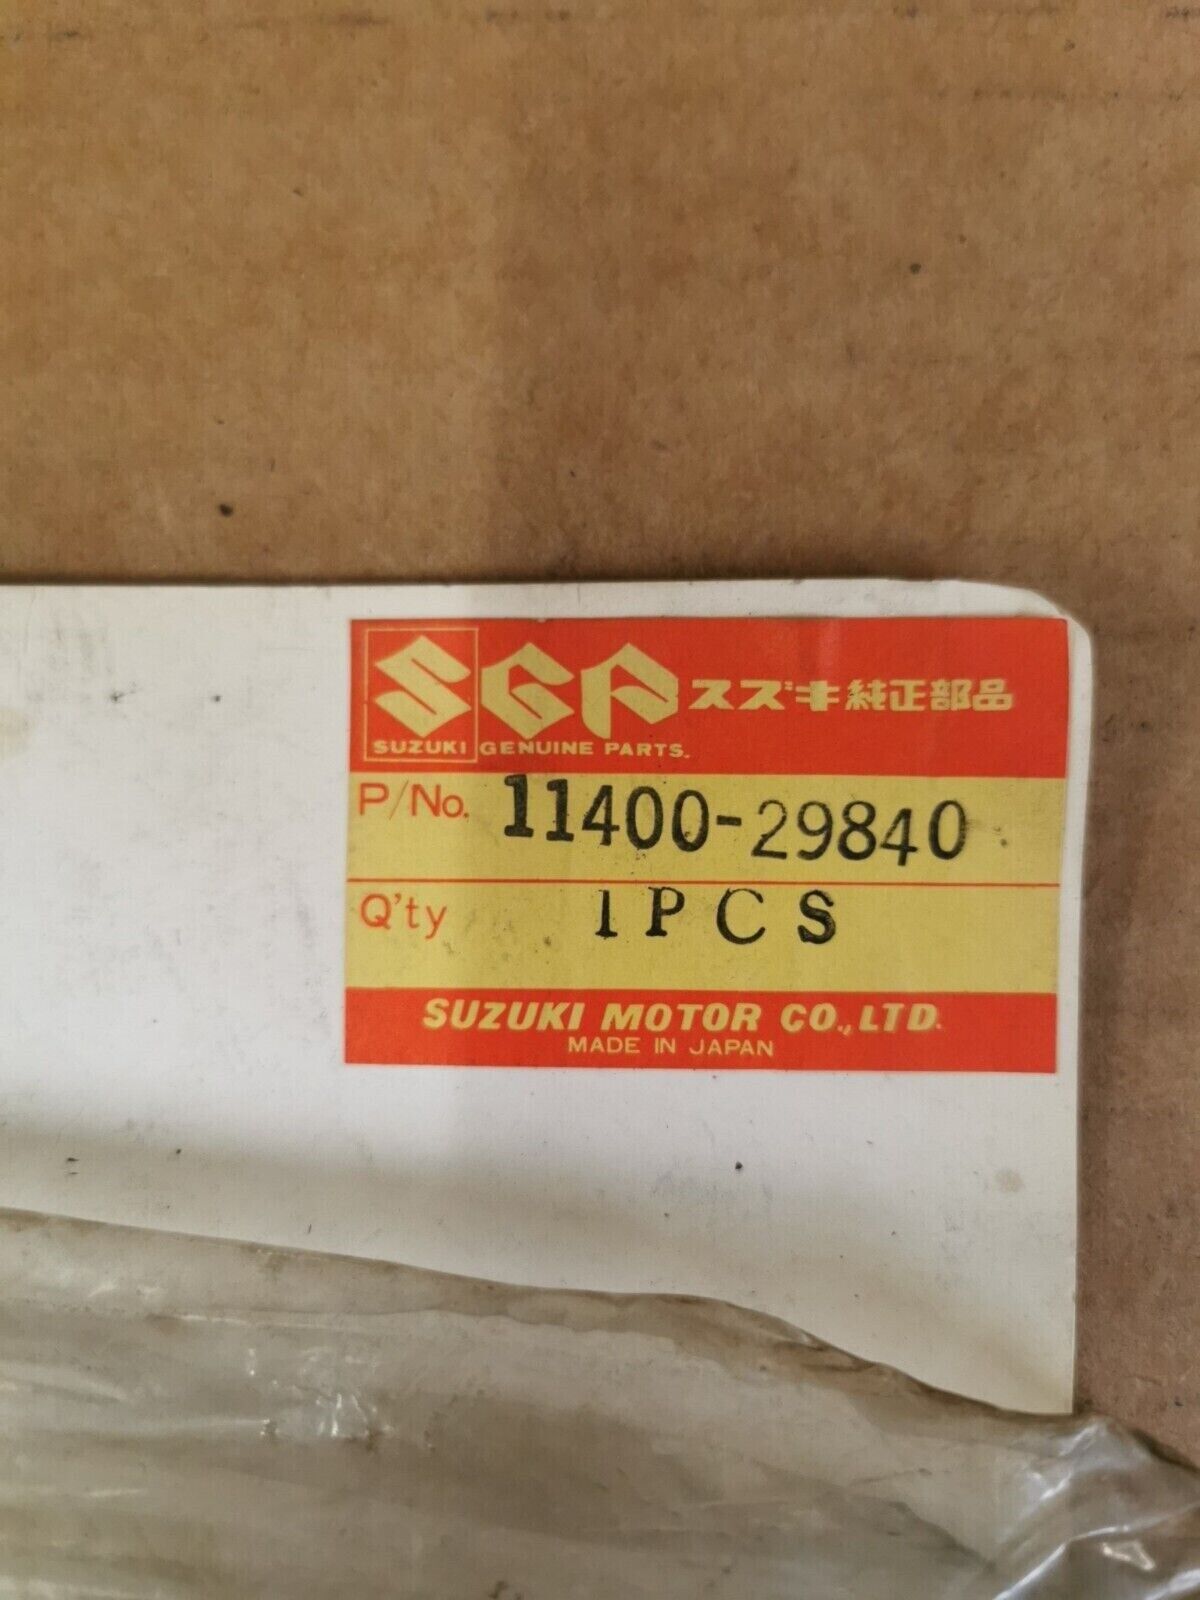 SGP スズキ純正部品
SUZUKI GENUINE PARTS
P/No. 11400-29840
Q'ty 1PCS
SUZUKI MOTOR CO., LTD.
MADE IN JAPAN